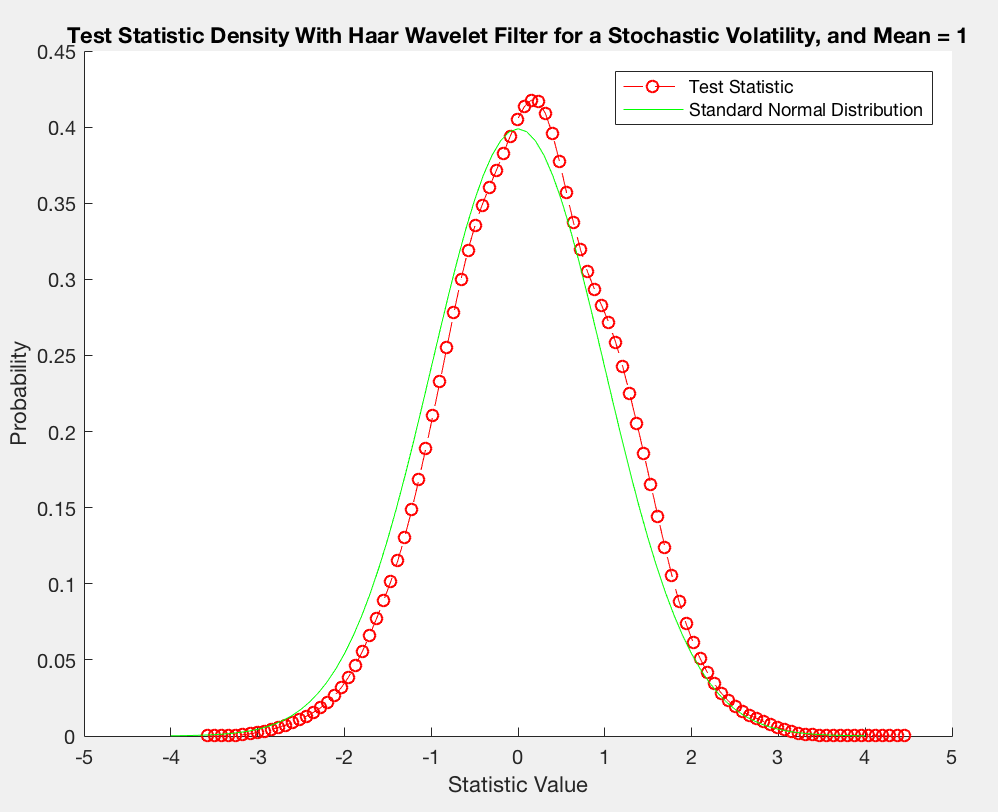 Test Statistic Density With Haar Wavelet Filter for a Stochastic Volatility, and Mean = 1
Test Statistic
Standard Normal Distribution
Probability
0.45
0.4
0.35
0.3
0.25
0.2
0.15
0.1
0.05
0
-5 -4 -3 -2 -1 0 1 2 3 4 5
Statistic Value